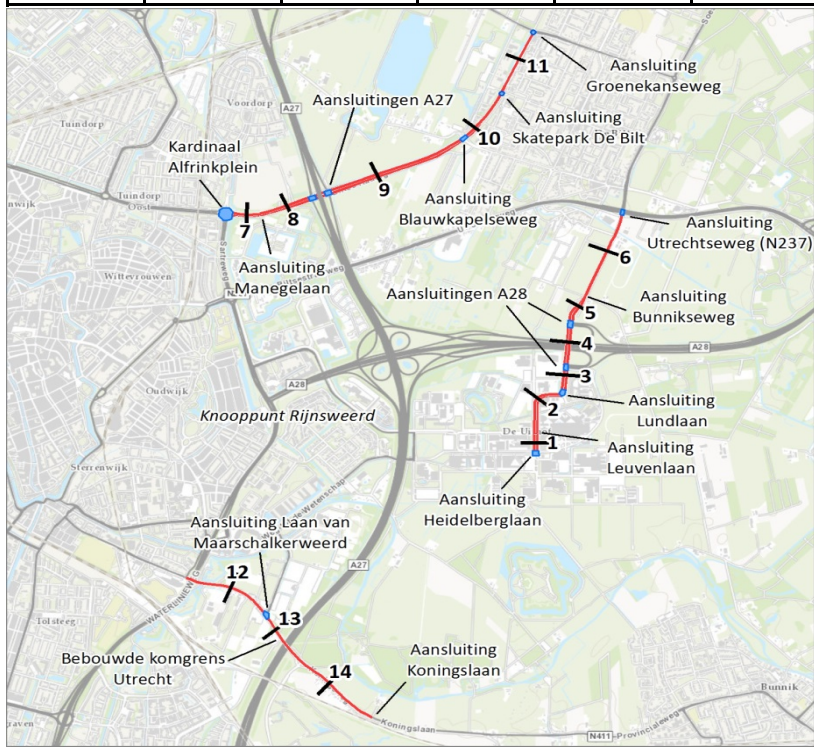 Aansluiting
Groenekanseweg
11
A27
Voordorp
Aansluitingen A27
Aansluiting
Skatepark De Bilt
Tuindorp
Kardinaal
Alfrinkplein
10
9
Aansluiting
Blauwkapelseweg
Tuindorp
Oost
8
7
Aansluiting
Utrechtseweg (N237)
Aansluiting
Manegelaan
6
Wittevrouwen
Aansluitingen A28
5
Aansluiting
Bunnikseweg
4
A28
3
A28
Oudwijk
Knooppunt Rijnsweerd
2
Aansluiting
Lundlaan
De Uithof
1
Aansluiting
Leuvenlaan
Sterrenwijk
Aansluiting
Heidelberglaan
Aansluiting Laan van
Maarschalkerweerd
A27
12
WATERLINIEWEG
Tolsteeg
13
Bebouwde komgrens
Utrecht
14
Aansluiting
Koningslaan
Bunnik
Koningslaan
N411
Provincialeweg